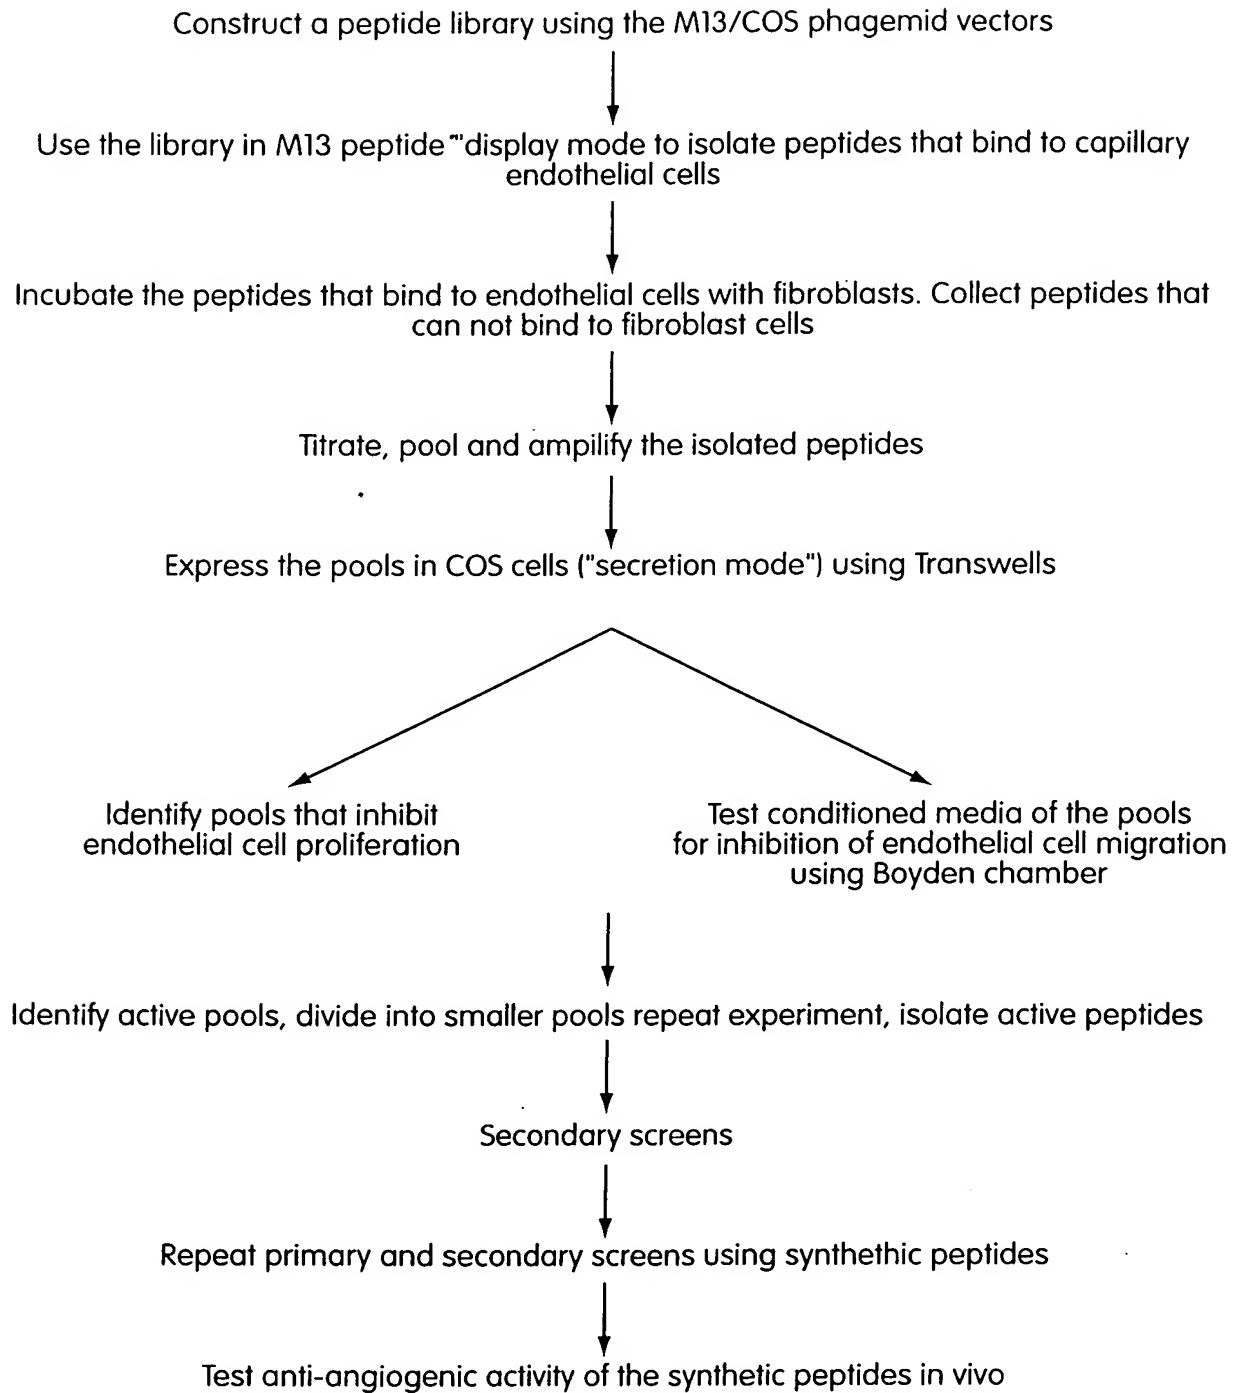 Construct a peptide library using the M13/COS phagemid vectors
Use the library in M13 peptide "'display mode to isolate peptides that bind to capillary
endothelial cells
Incubate the peptides that bind to endothelial cells with fibroblasts. Collect peptides that
can not bind to fibroblast cells
Titrate, pool and ampilify the isolated peptides
Express the pools in COS cells ("secretion mode") using Transwells
Identify pools that inhibit
endothelial cell proliferation
Test conditioned media of the pools
for inhibition of endothelial cell migration
using Boyden chamber
Identify active pools, divide into smaller pools repeat experiment, isolate active peptides
Secondary screens
Repeat primary and secondary screens using synthethic peptides
Test anti-angiogenic activity of the synthetic peptides in vivo